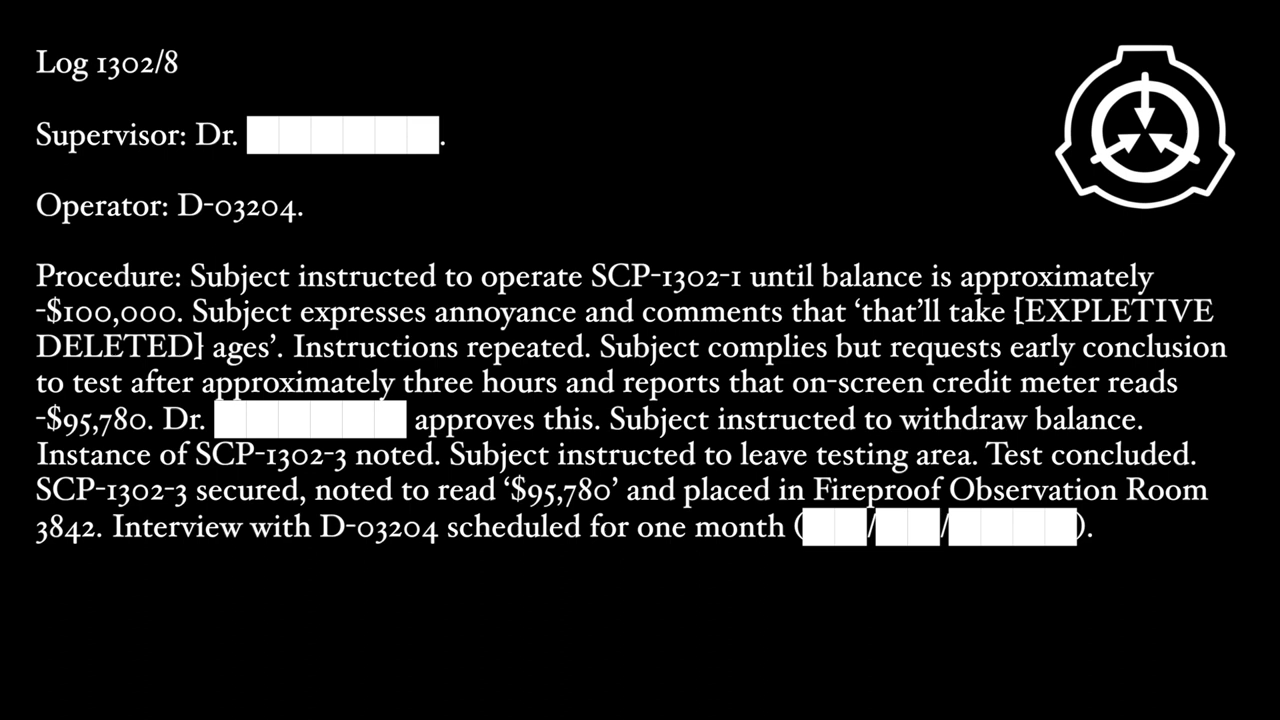 Log 1302/8
Supervisor: Dr. ██████.
Operator: D-03204.
Procedure: Subject instructed to operate SCP-1302-1 until balance is approximately
-$100,000. Subject expresses annoyance and comments that ‘that’ll take [EXPLETIVE
DELETED] ages’. Instructions repeated. Subject complies but requests early conclusion
to test after approximately three hours and reports that on-screen credit meter reads
-$95,780. Dr. ██████ approves this. Subject instructed to withdraw balance.
Instance of SCP-1302-3 noted. Subject instructed to leave testing area. Test concluded.
SCP-1302-3 secured, noted to read ‘$95,780’ and placed in Fireproof Observation Room
3842. Interview with D-03204 scheduled for one month (██/██/████).